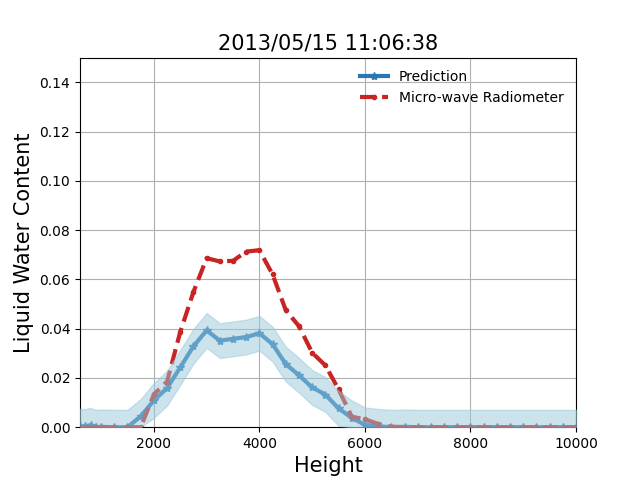 2013/05/15 11:06:38
Liquid Water Content
0.14
0.12
0.10
0.08
0.06
0.04
0.02
0.00
Prediction
Micro-wave Radiometer
2000 4000 6000 8000 10000
Height